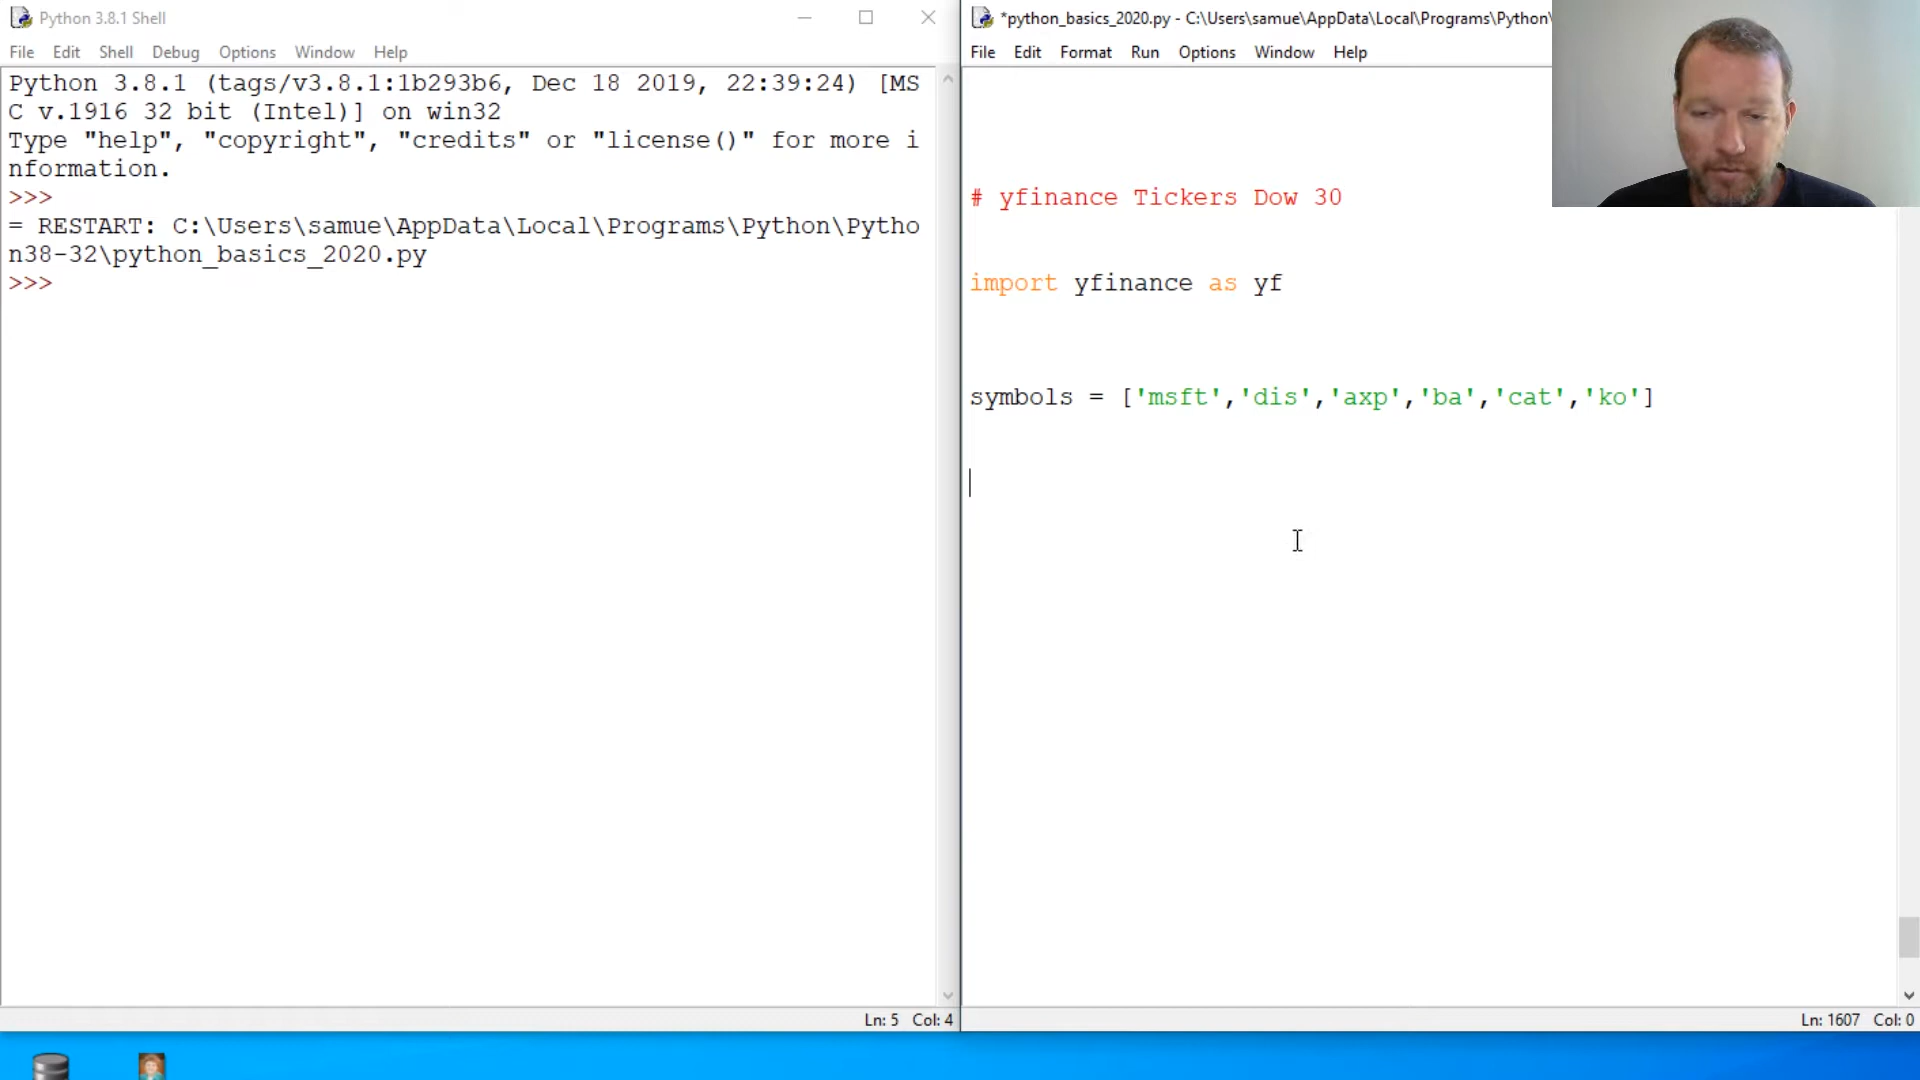 Python 3.8.1 Shell
File Edit Shell Debug Options Window Help
Python 3.8.1 (tags/v3.8.1:1b293b6, Dec 18 2019, 22:39:24) [MS
C v.1916 32 bit (Intel)] on win32
Type "help", "copyright", "credits" or "license()" for more i
nformation.
>>>
= RESTART: C:\Users\samue\AppData\Local\Programs\Python\Pytho
n38-32\python_basics_2020.py
>>>
Ln: 5 Col: 4
*python_basics_2020.py - C:\Users\samue\AppData\Local\Programs\Python\
File Edit Format Run Options Window Help
# yfinance Tickers Dow 30
import yfinance as yf
symbols = ['msft','dis','axp','ba','cat','ko']
Ln: 1607 Col: 0